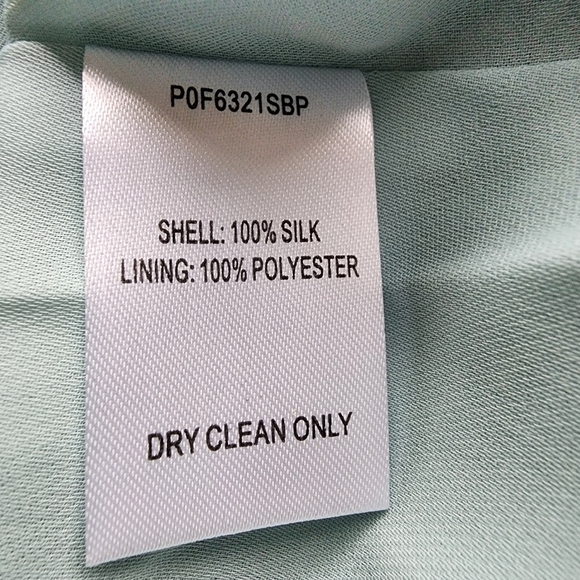 P0F6321SBP
SHELL: 100% SILK
LINING: 100% POLYESTER
DRY CLEAN ONLY